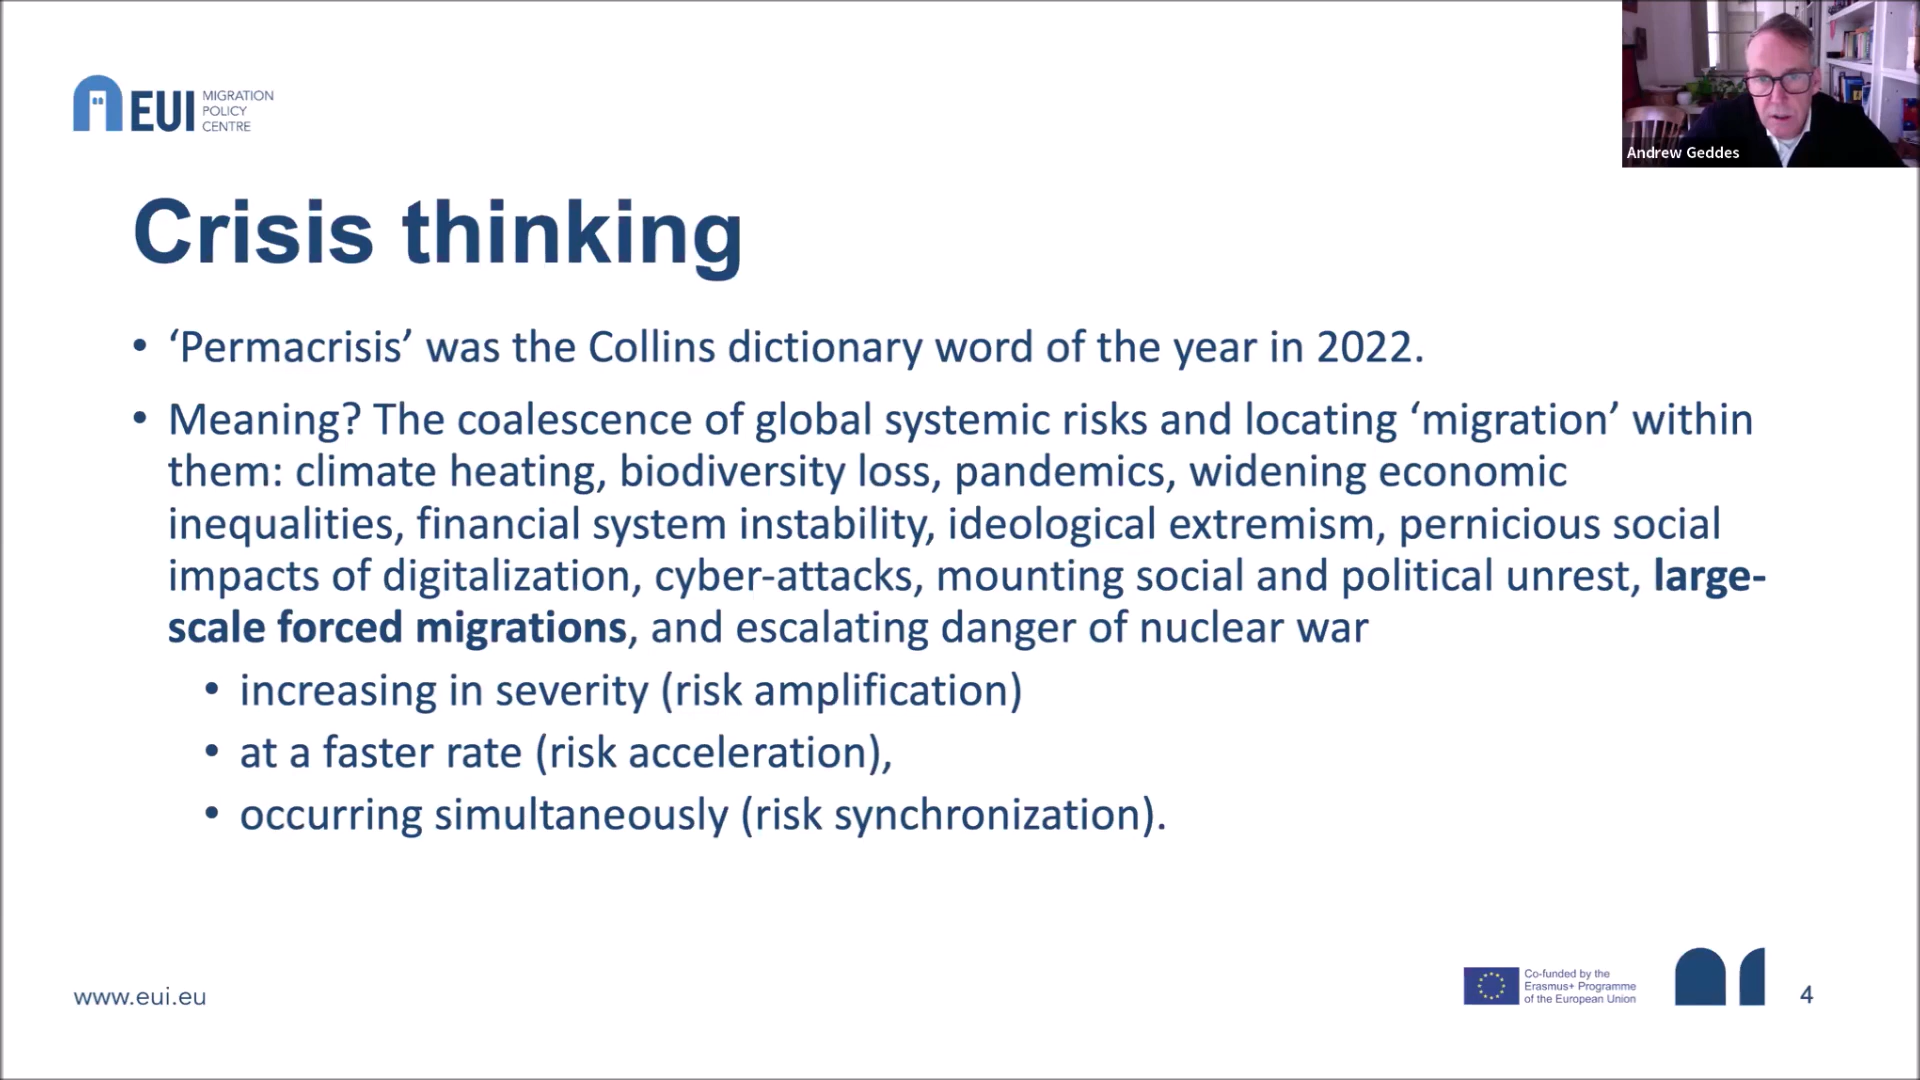 EUI
MIGRATION
POLICY
CENTRE
Andrew Geddes
Crisis thinking
• ‘Permacrisis’ was the Collins dictionary word of the year in 2022.
• Meaning? The coalescence of global systemic risks and locating ‘migration’ within
them: climate heating, biodiversity loss, pandemics, widening economic
inequalities, financial system instability, ideological extremism, pernicious social
impacts of digitalization, cyber-attacks, mounting social and political unrest, large-
scale forced migrations, and escalating danger of nuclear war
• increasing in severity (risk amplification)
• at a faster rate (risk acceleration),
• occurring simultaneously (risk synchronization).
www.eui.eu
Co-funded by the
Erasmus+ Programme
of the European Union
4